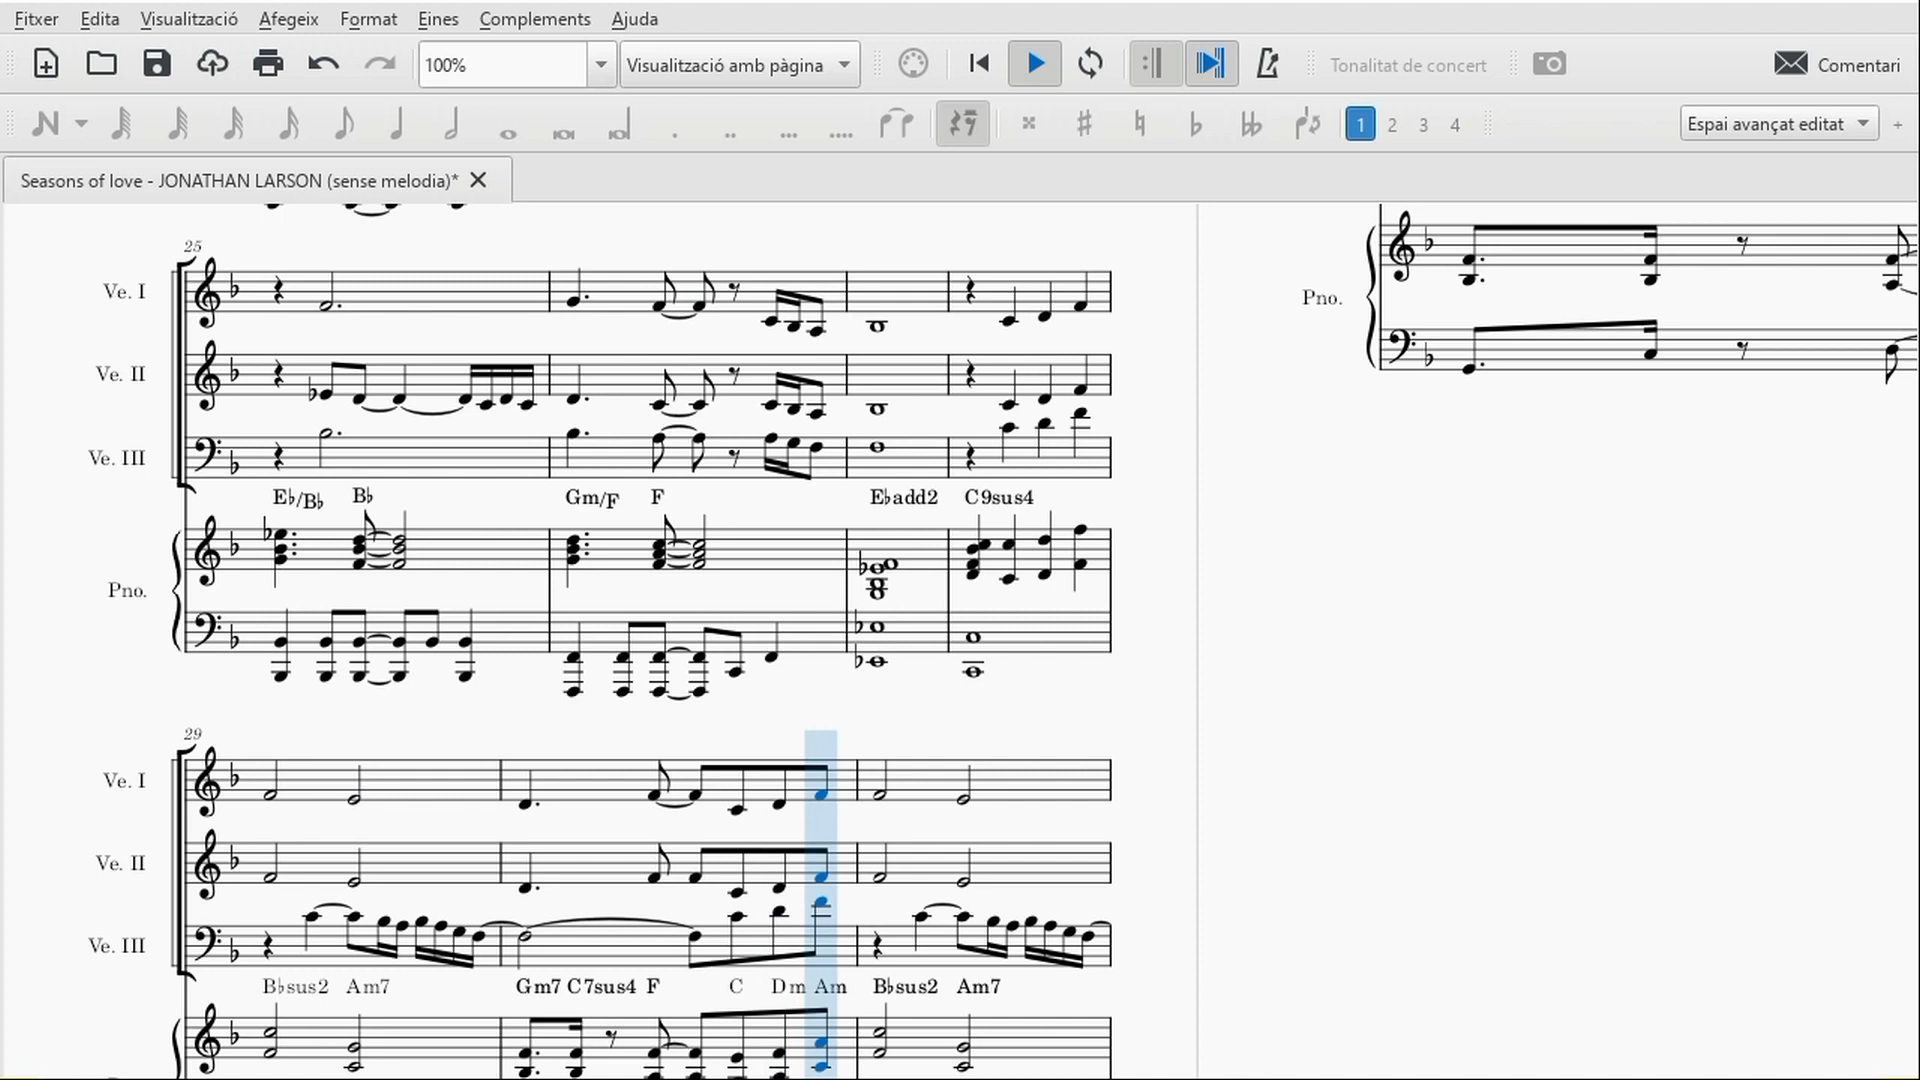 Fitxer Edita Visualització Afegeix Format Eines Complements Ajuda
100% Visualització amb pàgina Tonalitat de concert Comentari
1 2 3 4 Espai avançat editat +
Seasons of love - JONATHAN LARSON (sense melodia)*
25
Ve. I
Ve. II
Ve. III
E♭/B♭ B♭ Gm/F F E♭add2 C9sus4
Pno.
Pno.
29
Ve. I
Ve. II
Ve. III
B♭sus2 Am7 Gm7 C7sus4 F C Dm Am B♭sus2 Am7